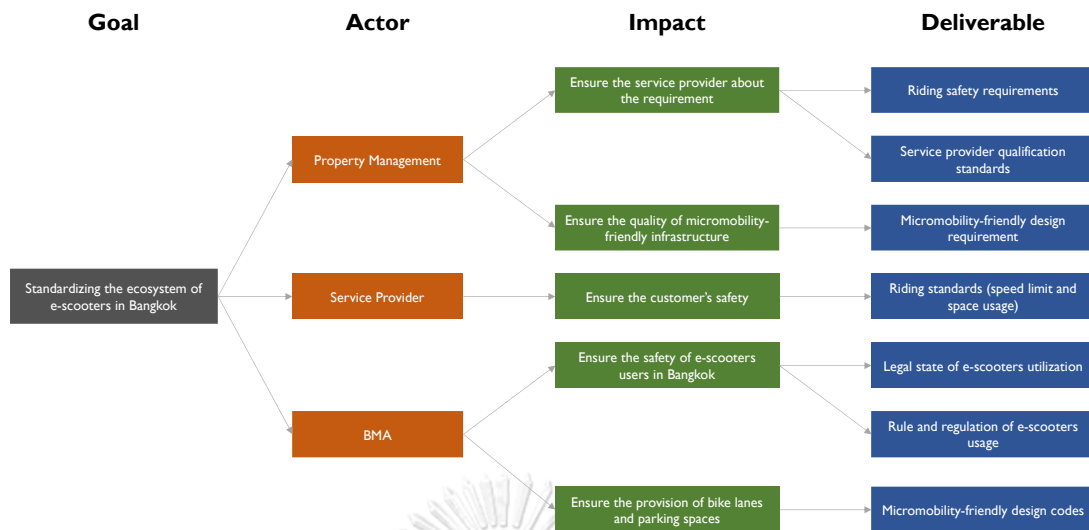 Goal
Actor
Impact
Deliverable
Ensure the service provider about
the requirement
Riding safety requirements
Property Management
Service provider qualification
standards
Ensure the quality of micromobility-
friendly infrastructure
Micromobility-friendly design
requirement
Standardizing the ecosystem of
e-scooters in Bangkok
Service Provider
Ensure the customer's safety
Riding standards (speed limit and
space usage)
Ensure the safety of e-scooters
users in Bangkok
Legal state of e-scooters utilization
BMA
Rule and regulation of e-scooters
usage
Ensure the provision of bike lanes
and parking spaces
Micromobility-friendly design codes